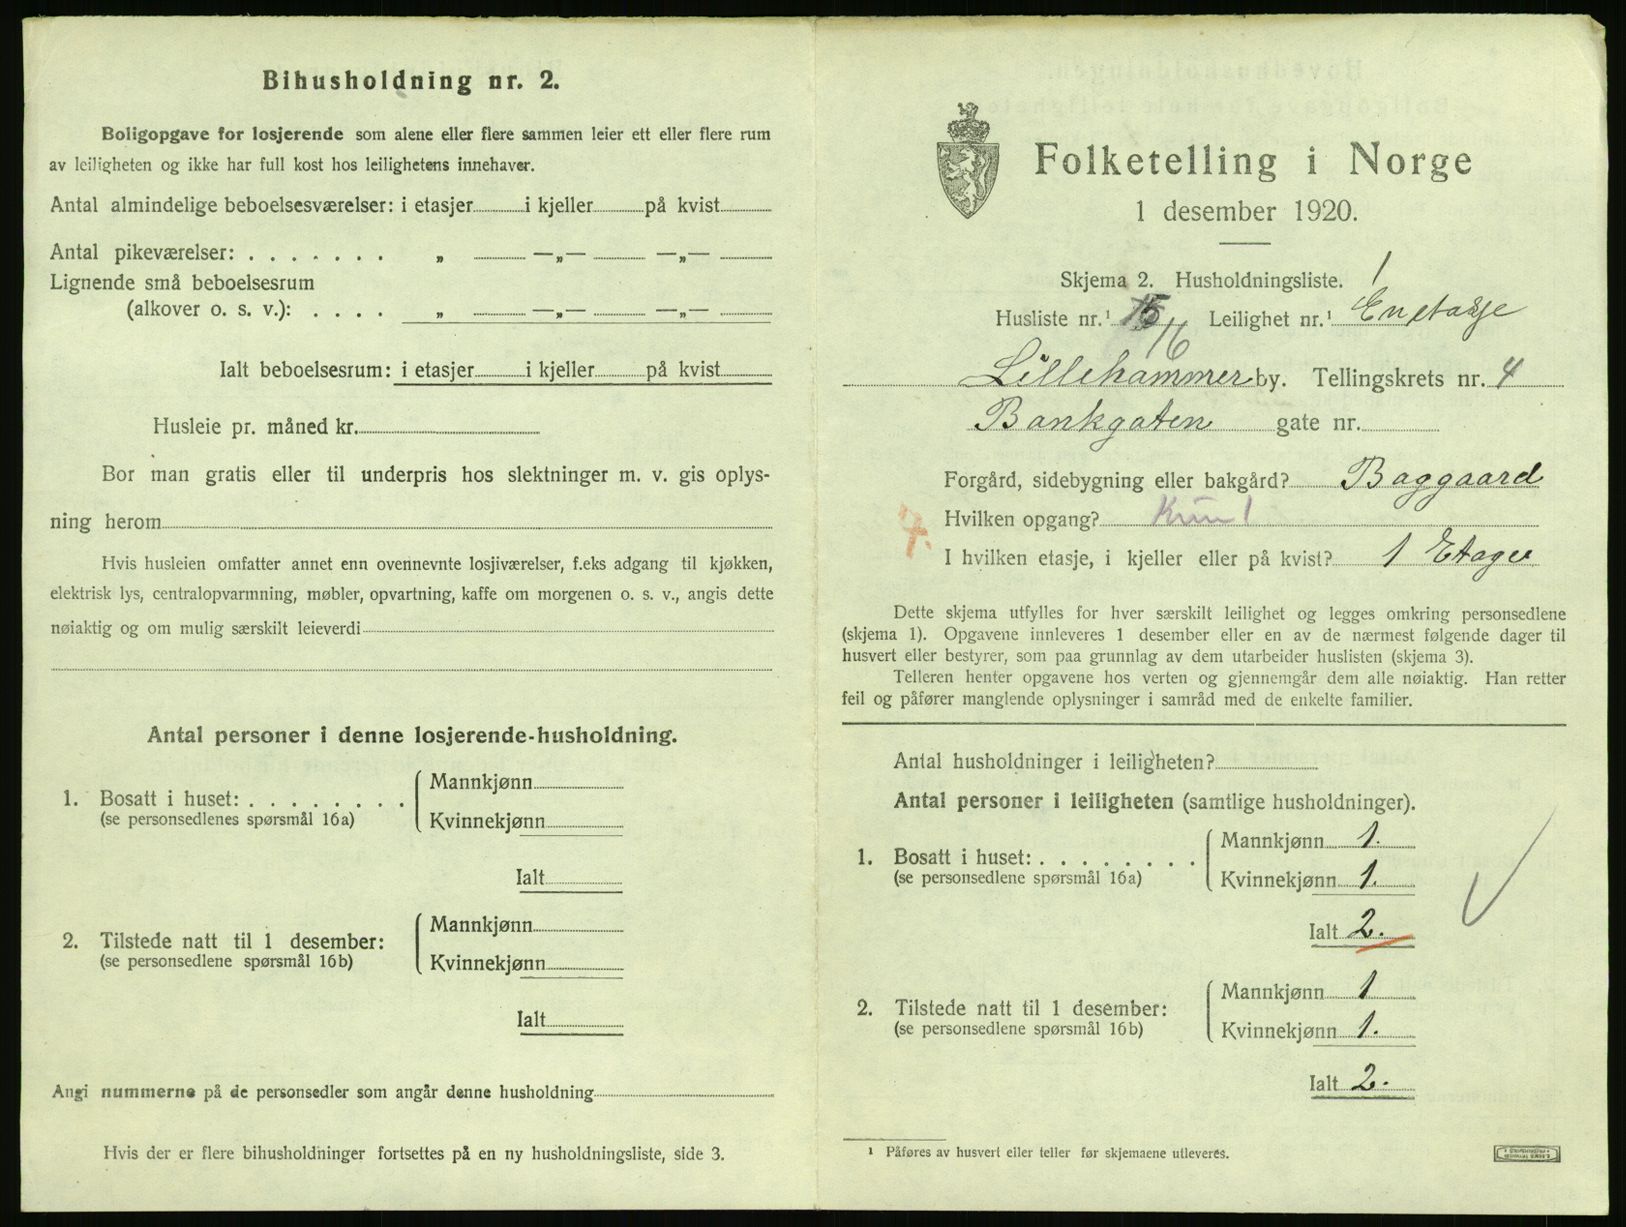 Bihusholdning nr. 2.
Boligopgave for losjerende som alene eller flere sammen leier ett eller flere rum
av leiligheten og ikke har full kost hos leilighetens innehaver.
Antal almindelige beboelsesværelser: i etasjer i kjeller på kvist
Antal pikeværelser: . . . . . . . „ —„— —„—
Lignende små beboelsesrum
(alkover o. s. v.): . . . . „ —„— —„—
Ialt beboelsesrum: i etasjer i kjeller på kvist
Husleie pr. måned kr.
Bor man gratis eller til underpris hos slektninger m. v. gis oplys-
ning herom
Hvis husleien omfatter annet enn ovennevnte losjiværelser, f.eks adgang til kjøkken,
elektrisk lys, centralopvarmning, møbler, opvartning, kaffe om morgenen o. s. v., angis dette
nøiaktig og om mulig særskilt leieverdi
Antal personer i denne losjerende-husholdning.
1. Bosatt i huset: . . . . . . . . Mannkjønn
(se personsedlenes spørsmål 16a) Kvinnekjønn
Ialt
2. Tilstede natt til 1 desember: Mannkjønn
(se personsedlene spørsmål 16b) Kvinnekjønn
Ialt
Angi nummerne på de personsedler som angår denne husholdning
Hvis der er flere bihusholdninger fortsettes på en ny husholdningsliste, side 3.
Folketelling i Norge
1 desember 1920.
Skjema 2. Husholdningsliste. 1
Husliste nr.¹ 15 Leilighet nr.¹ En etasje
16
Lillehammer by. Tellingskrets nr. 4
Bankgaten gate nr.
Forgård, sidebygning eller bakgård? Baggaard
Hvilken opgang? Kun 1
4.
I hvilken etasje, i kjeller eller på kvist? 1 Etage
Dette skjema utfylles for hver særskilt leilighet og legges omkring personsedlene
(skjema 1). Opgavene innleveres 1 desember eller en av de nærmest følgende dager til
husvert eller bestyrer, som paa grunnlag av dem utarbeider huslisten (skjema 3).
Telleren henter opgavene hos verten og gjennemgår dem alle nøiaktig. Han retter
feil og påfører manglende oplysninger i samråd med de enkelte familier.
Antal husholdninger i leiligheten?
Antal personer i leiligheten (samtlige husholdninger).
1. Bosatt i huset: . . . . . . . . Mannkjønn 1.
(se personsedlene spørsmål 16a) Kvinnekjønn 1.
Ialt 2.
2. Tilstede natt til 1 desember: Mannkjønn 1
(se personsedlene spørsmål 16b) Kvinnekjønn 1.
Ialt 2.
¹ Påføres av husvert eller teller før skjemaene utleveres.